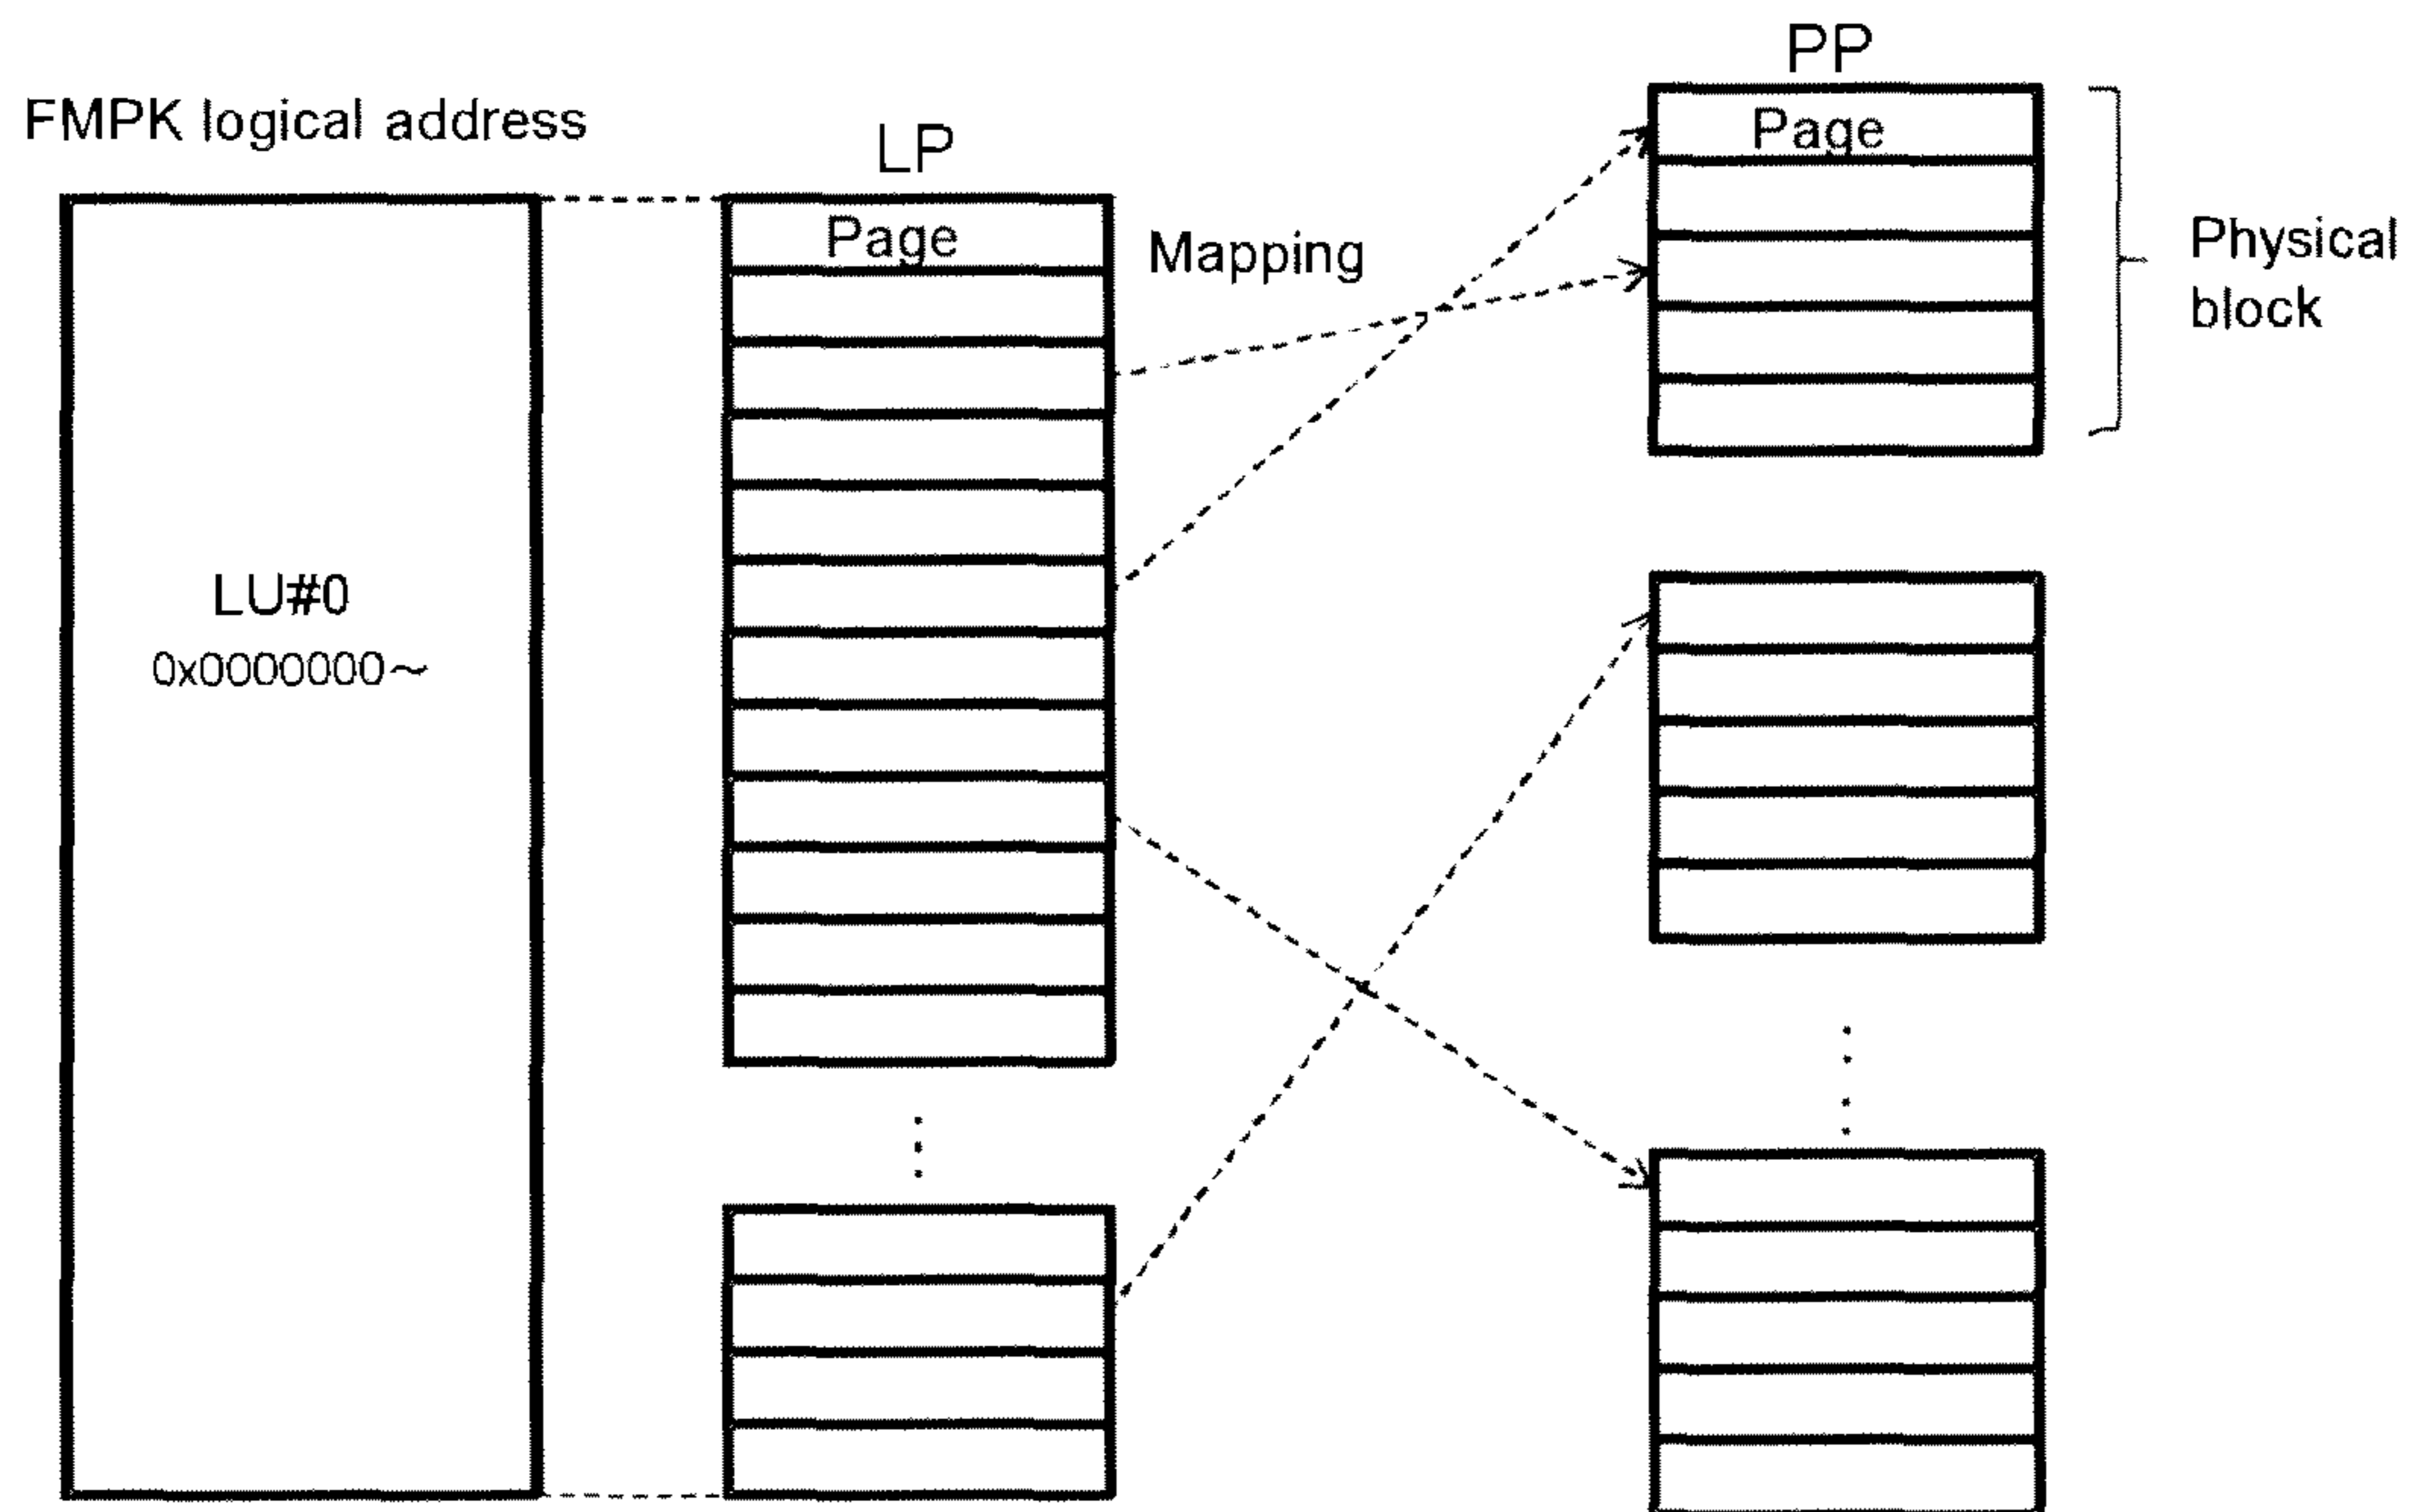 FMPK logical address
LU#0
0x0000000~
LP
Page
Mapping
PP
Page
Physical
block